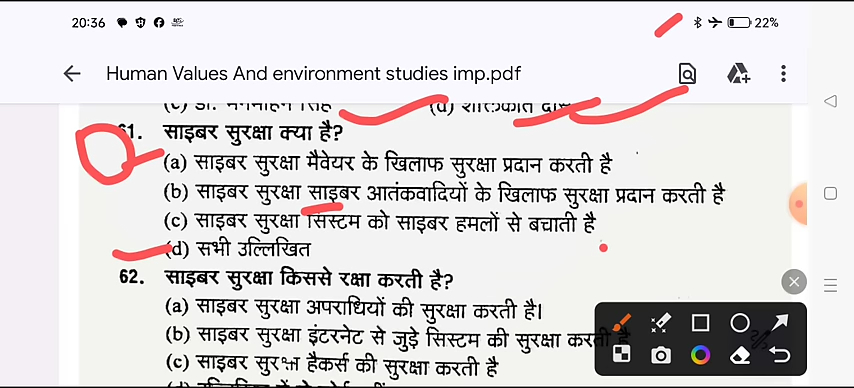 20:36
22%
Human Values And environment studies imp.pdf
61. साइबर सुरक्षा क्या है?
(a) साइबर सुरक्षा मैवेयर के खिलाफ सुरक्षा प्रदान करती है
(b) साइबर सुरक्षा साइबर आतंकवादियों के खिलाफ सुरक्षा प्रदान करती है
(c) साइबर सुरक्षा सिस्टम को साइबर हमलों से बचाती है
(d) सभी उल्लिखित
62. साइबर सुरक्षा किससे रक्षा करती है?
(a) साइबर सुरक्षा अपराधियों की सुरक्षा करती है।
(b) साइबर सुरक्षा इंटरनेट से जुड़े सिस्टम की सुरक्षा करती है
(c) साइबर सुरक्षा हैकर्स की सुरक्षा करती है